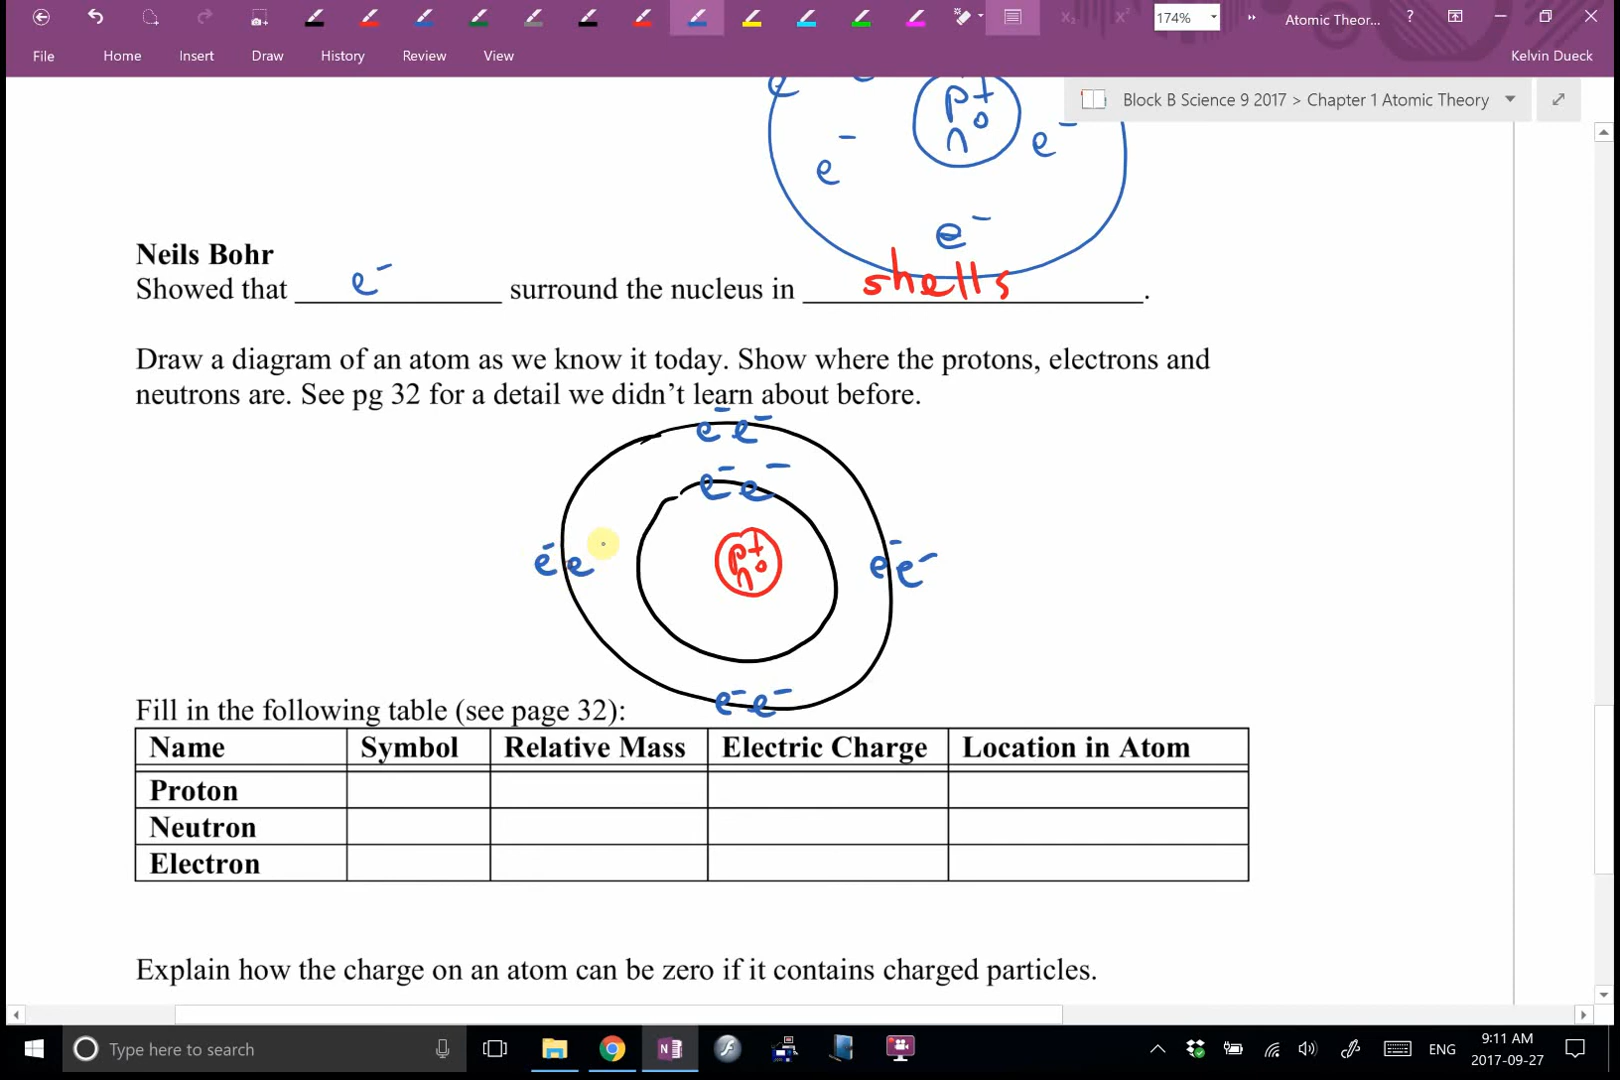 174%
Atomic Theor...
File Home Insert Draw History Review View
Kelvin Dueck
Block B Science 9 2017 > Chapter 1 Atomic Theory
e
p+
n°
e⁻
e⁻
e⁻
Neils Bohr
Showed that e⁻ surround the nucleus in shells.
Draw a diagram of an atom as we know it today. Show where the protons, electrons and
neutrons are. See pg 32 for a detail we didn’t learn about before.
e⁻ e⁻
e⁻ e⁻
p+
n°
e⁻ e
e⁻ e⁻
e⁻ e⁻
Fill in the following table (see page 32):
Name Symbol Relative Mass Electric Charge Location in Atom
Proton
Neutron
Electron
Explain how the charge on an atom can be zero if it contains charged particles.
Type here to search
ENG
9:11 AM
2017-09-27